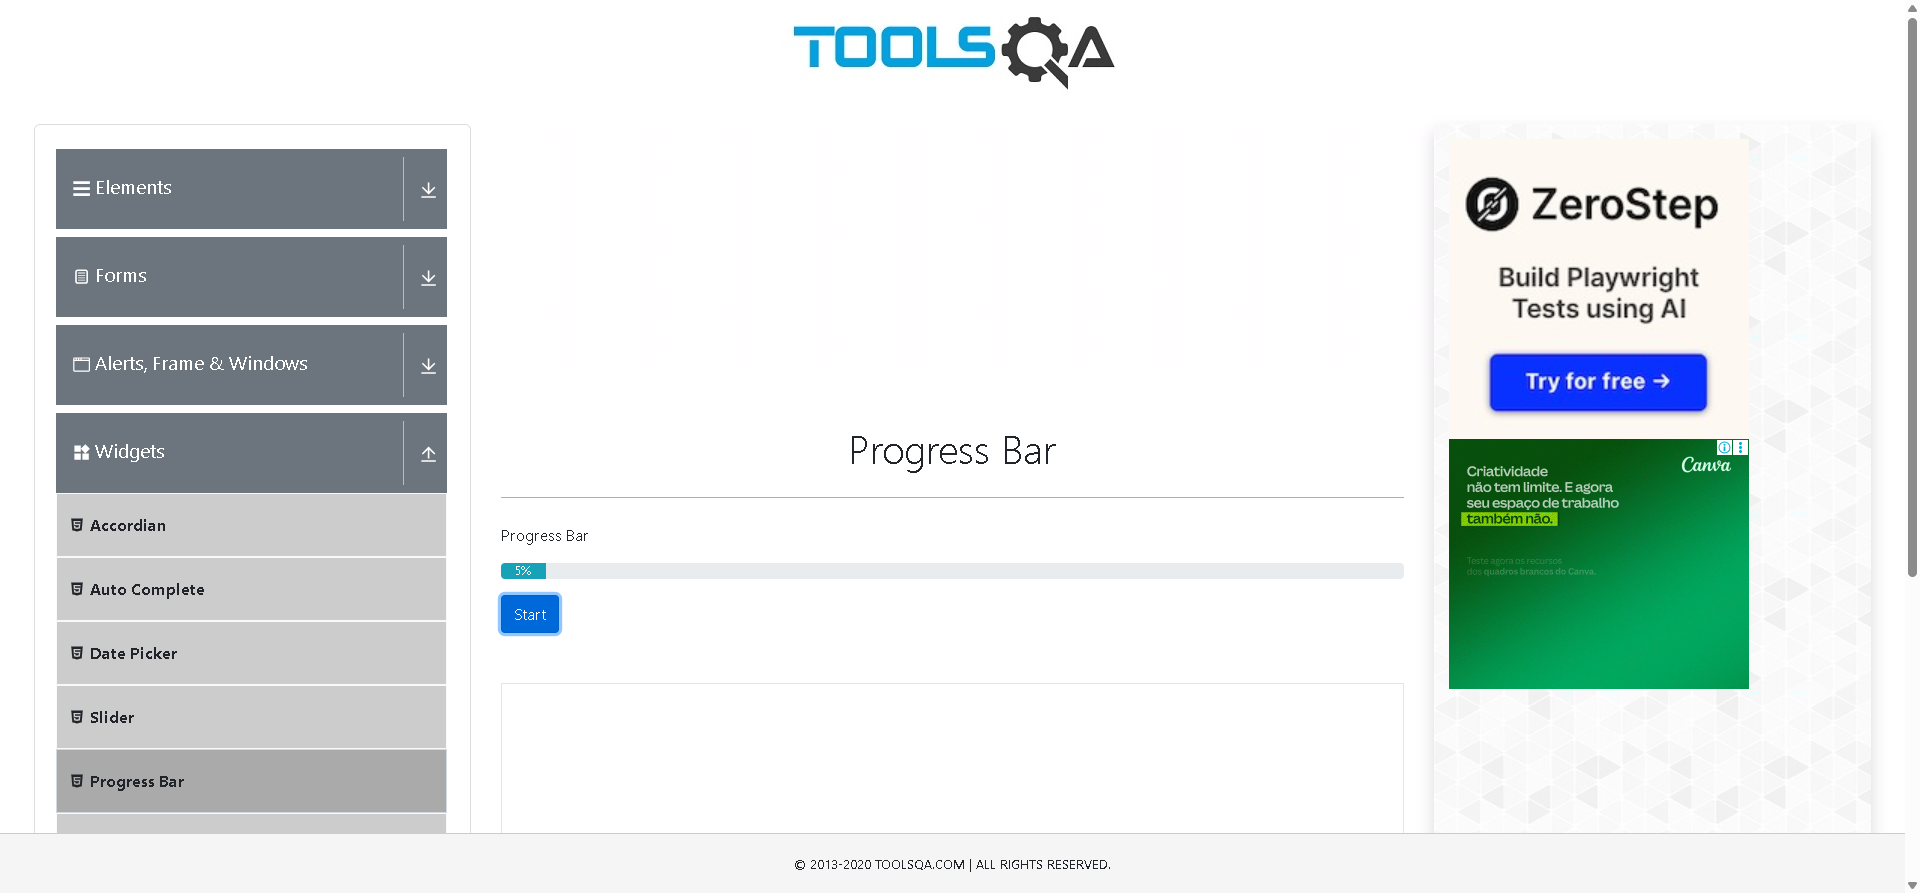 TOOLSQA
Elements
Forms
Alerts, Frame & Windows
Widgets
Accordian
Auto Complete
Date Picker
Slider
Progress Bar
Progress Bar
Progress Bar
5%
Start
ZeroStep
Build Playwright
Tests using AI
Try for free →
Canva
Criatividade
não tem limite. E agora
seu espaço de trabalho
também não.
Teste agora os recursos
dos quadros brancos do Canva.
© 2013-2020 TOOLSQA.COM | ALL RIGHTS RESERVED.